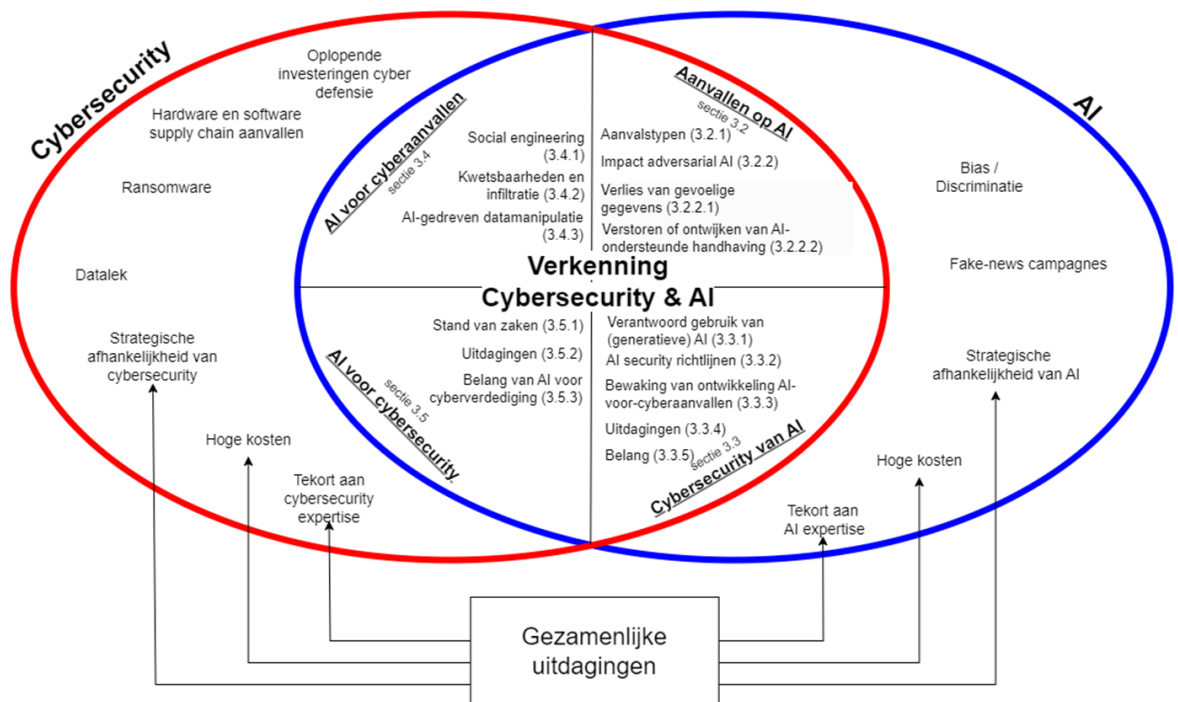 Cybersecurity
Oplopende
investeringen cyber
defensie
Hardware en software
supply chain aanvallen
Ransomware
Datalek
Strategische
afhankelijkheid van
cybersecurity
Hoge kosten
Tekort aan
cybersecurity
expertise
AI voor cyberaanvallen
sectie 3.4
Social engineering
(3.4.1)
Kwetsbaarheden en
infiltratie (3.4.2)
AI-gedreven datamanipulatie
(3.4.3)
Aanvallen op AI
sectie 3.2
Aanvalstypen (3.2.1)
Impact adversarial AI (3.2.2)
Verlies van gevoelige
gegevens (3.2.2.1)
Verstoren of ontwijken van AI-
ondersteunde handhaving (3.2.2.2)
Verkenning
Cybersecurity & AI
Stand van zaken (3.5.1)
Uitdagingen (3.5.2)
Belang van AI voor
cyberverdediging (3.5.3)
sectie 3.5
AI voor cybersecurity
Verantwoord gebruik van
(generatieve) AI (3.3.1)
AI security richtlijnen (3.3.2)
Bewaking van ontwikkeling AI-
voor-cyberaanvallen (3.3.3)
Uitdagingen (3.3.4)
Belang (3.3.5)
sectie 3.3
Cybersecurity van AI
AI
Bias /
Discriminatie
Fake-news campagnes
Strategische
afhankelijkheid van AI
Hoge kosten
Tekort aan
AI expertise
Gezamenlijke
uitdagingen